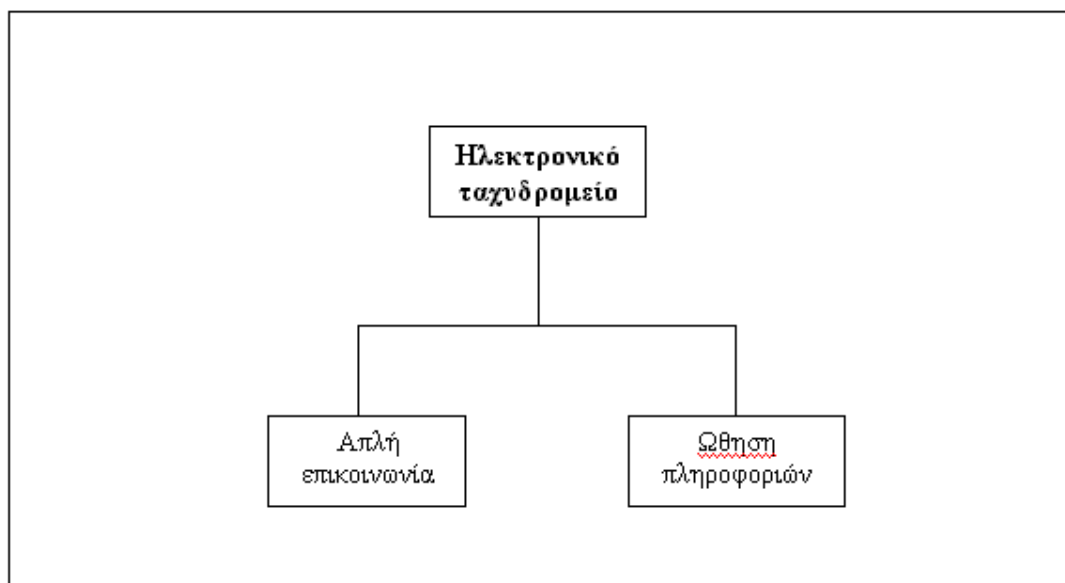 Ηλεκτρονικό
ταχυδρομείο
Απλή
επικοινωνία
Ωθηση
πληροφοριών